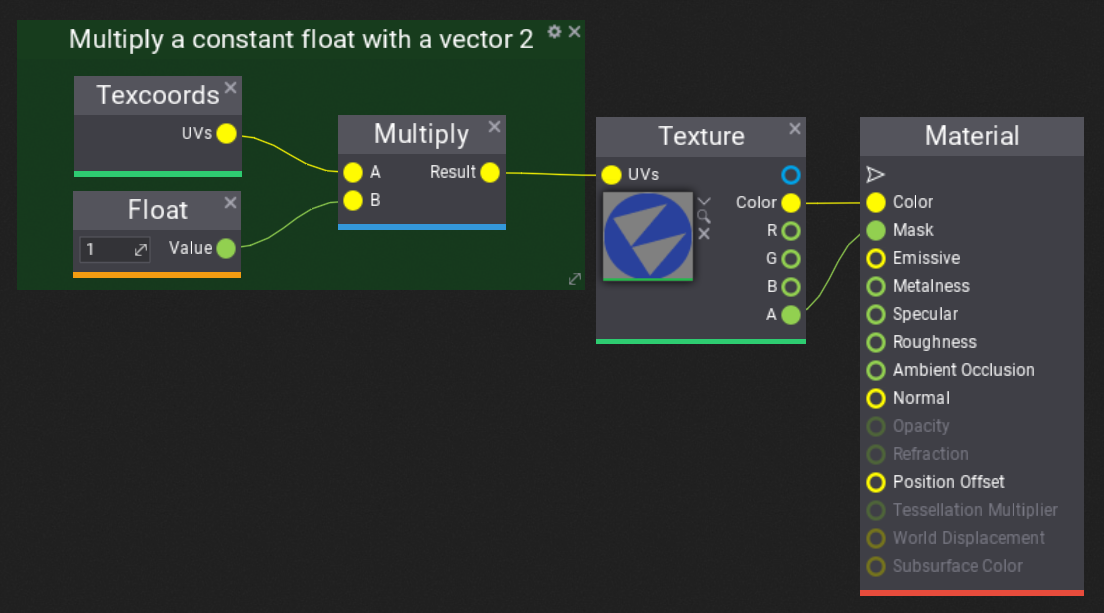 Multiply a constant float with a vector 2
Texcoords
UVs
Float
1
Value
Multiply
A
Result
B
Texture
UVs
Color
R
G
B
A
Material
Color
Mask
Emissive
Metalness
Specular
Roughness
Ambient Occlusion
Normal
Opacity
Refraction
Position Offset
Tessellation Multiplier
World Displacement
Subsurface Color